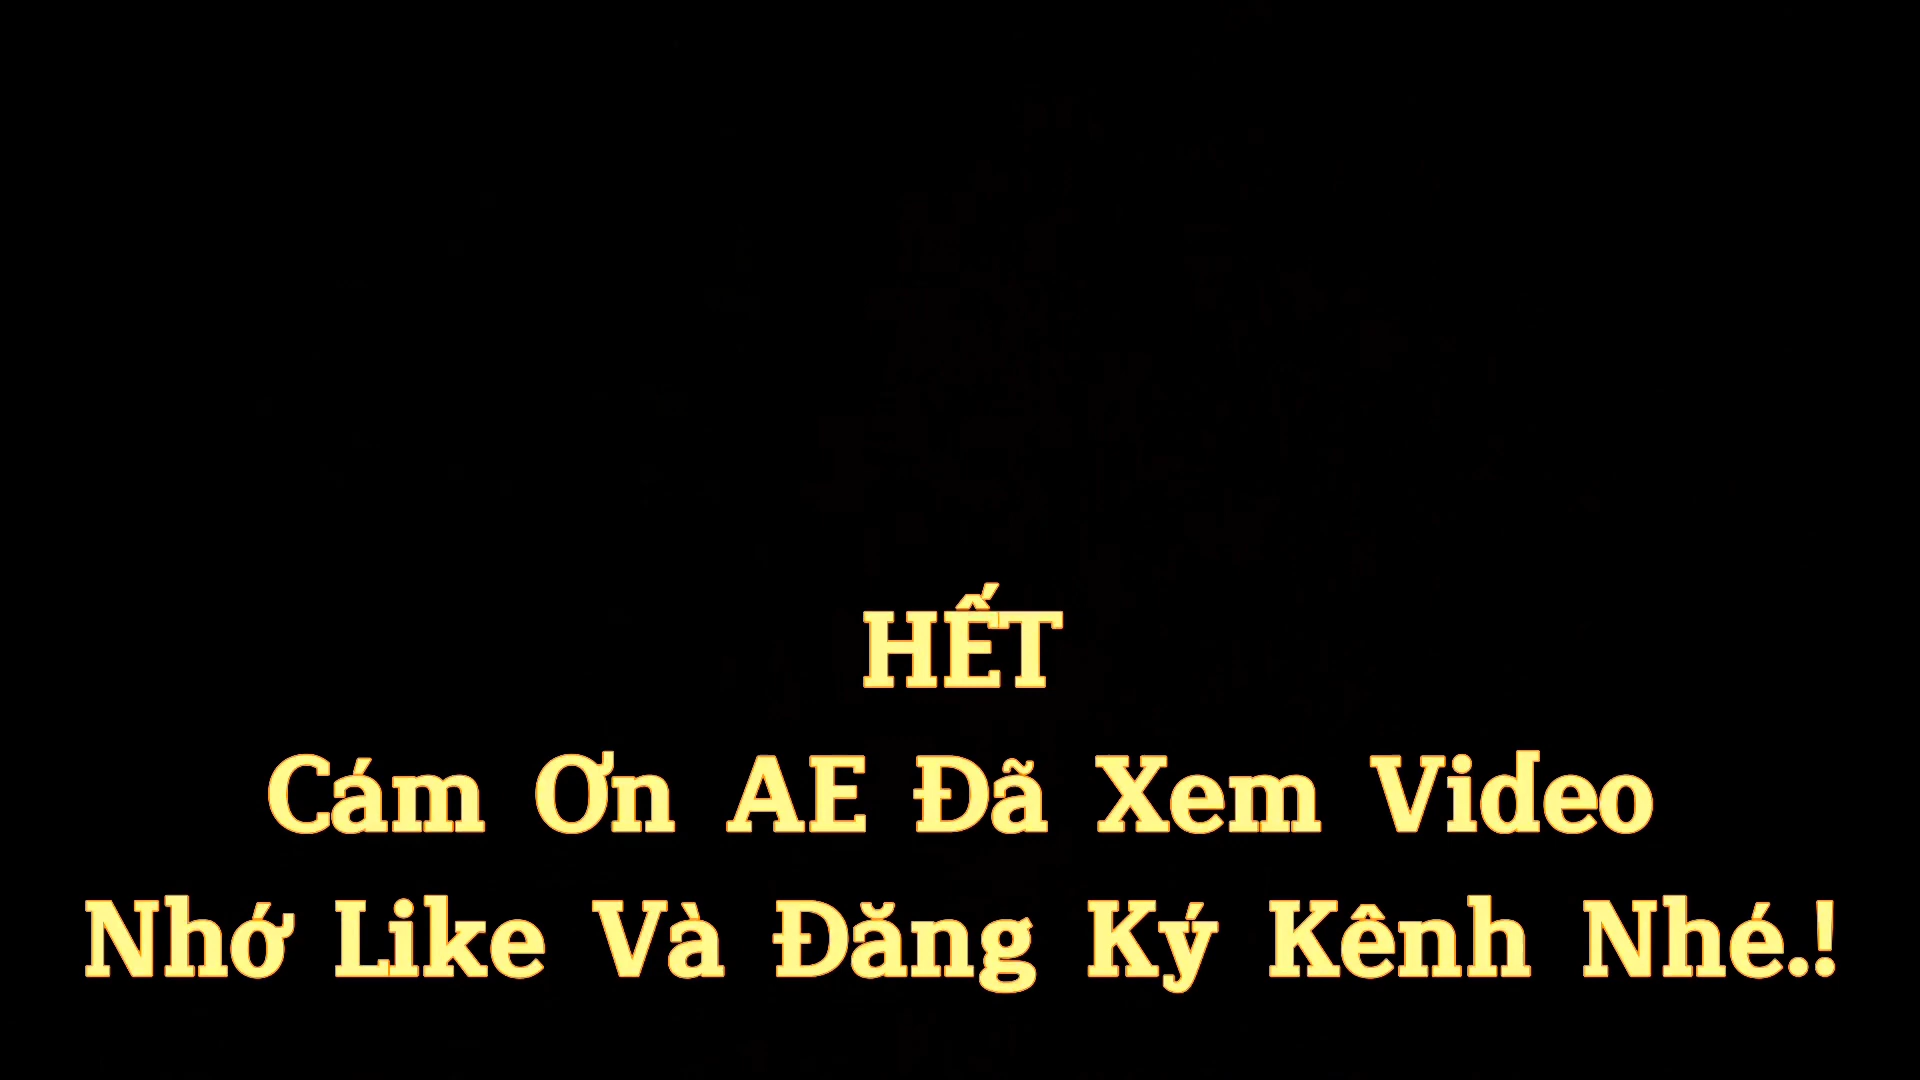 HẾT
Cám Ơn AE Đã Xem Video
Nhớ Like Và Đăng Ký Kênh Nhé.!